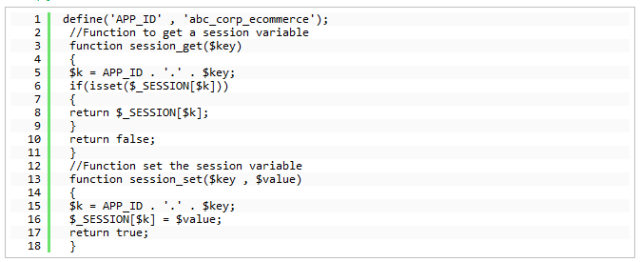 1 define('APP_ID' , 'abc_corp_ecommerce');
2 //Function to get a session variable
3 function session_get($key)
4 {
5 $k = APP_ID . '.' . $key;
6 if(isset($_SESSION[$k]))
7 {
8 return $_SESSION[$k];
9 }
10 return false;
11 }
12 //Function set the session variable
13 function session_set($key , $value)
14 {
15 $k = APP_ID . '.' . $key;
16 $_SESSION[$k] = $value;
17 return true;
18 }